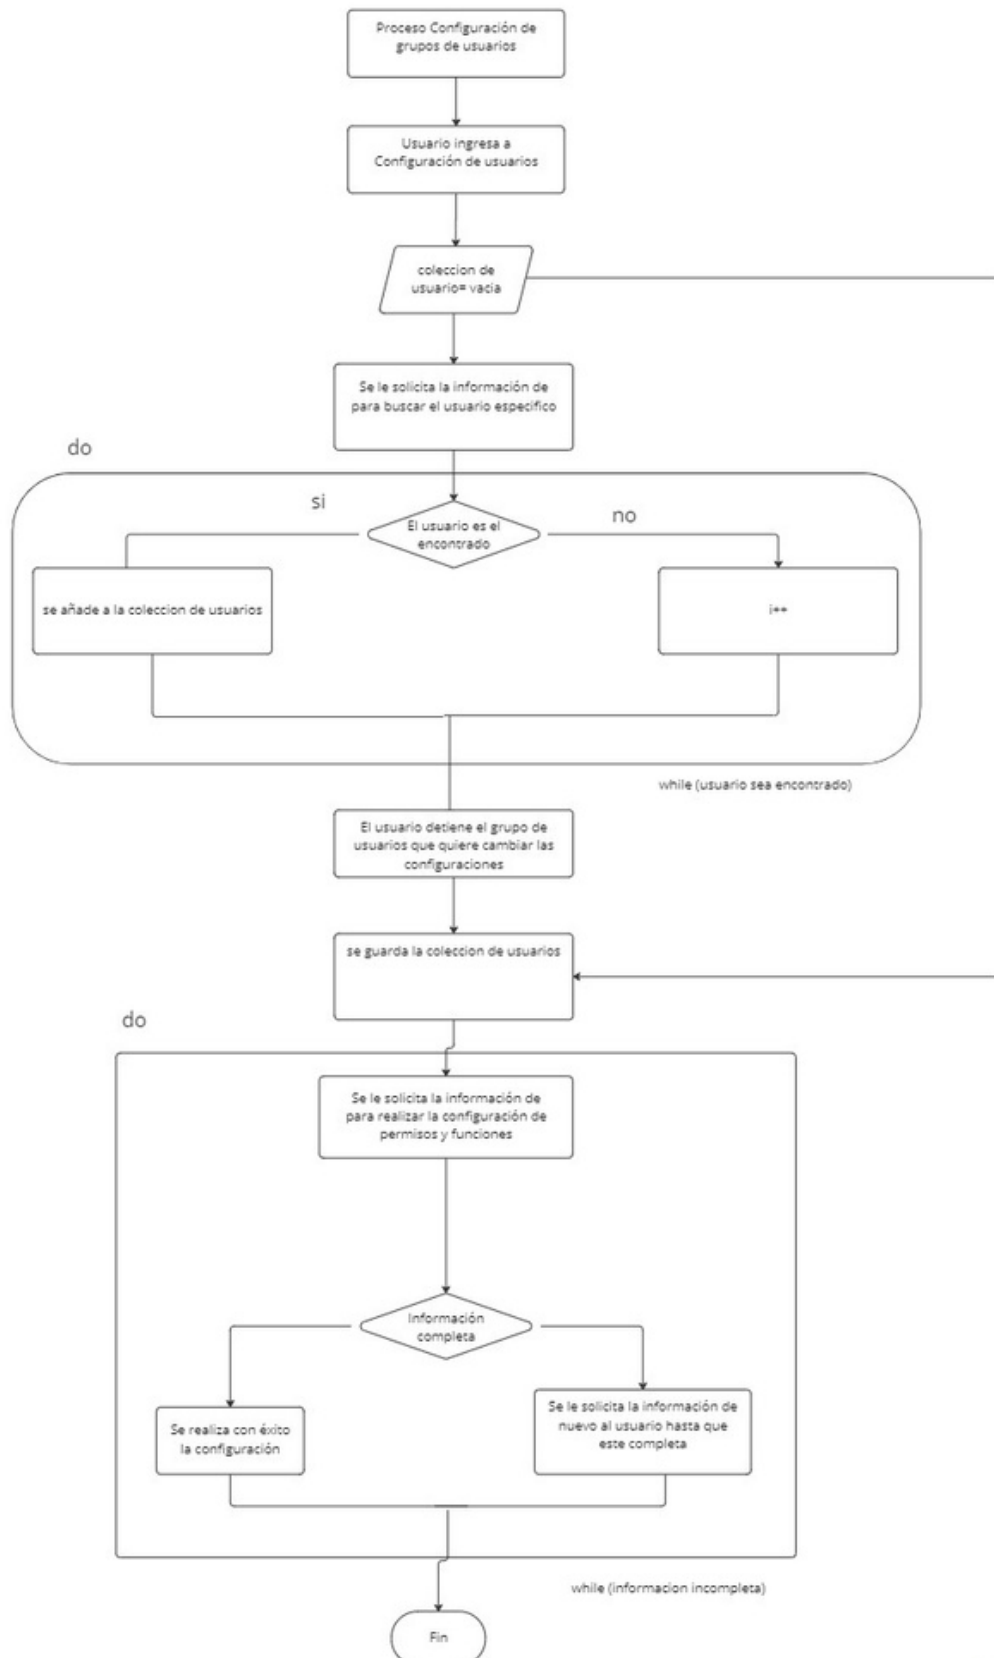 Proceso Configuración de
grupos de usuarios
Usuario ingresa a
Configuración de usuarios
coleccion de
usuario= vacia
Se le solicita la información de
para buscar el usuario especifico
do
si
El usuario es el
encontrado
no
se añade a la coleccion de usuarios
i++
while (usuario sea encontrado)
El usuario detiene el grupo de
usuarios que quiere cambiar las
configuraciones
se guarda la coleccion de usuarios
do
Se le solicita la información de
para realizar la configuración de
permisos y funciones
Información
completa
Se realiza con éxito
la configuración
Se le solicita la información de
nuevo al usuario hasta que
este completa
while (informacion incompleta)
Fin